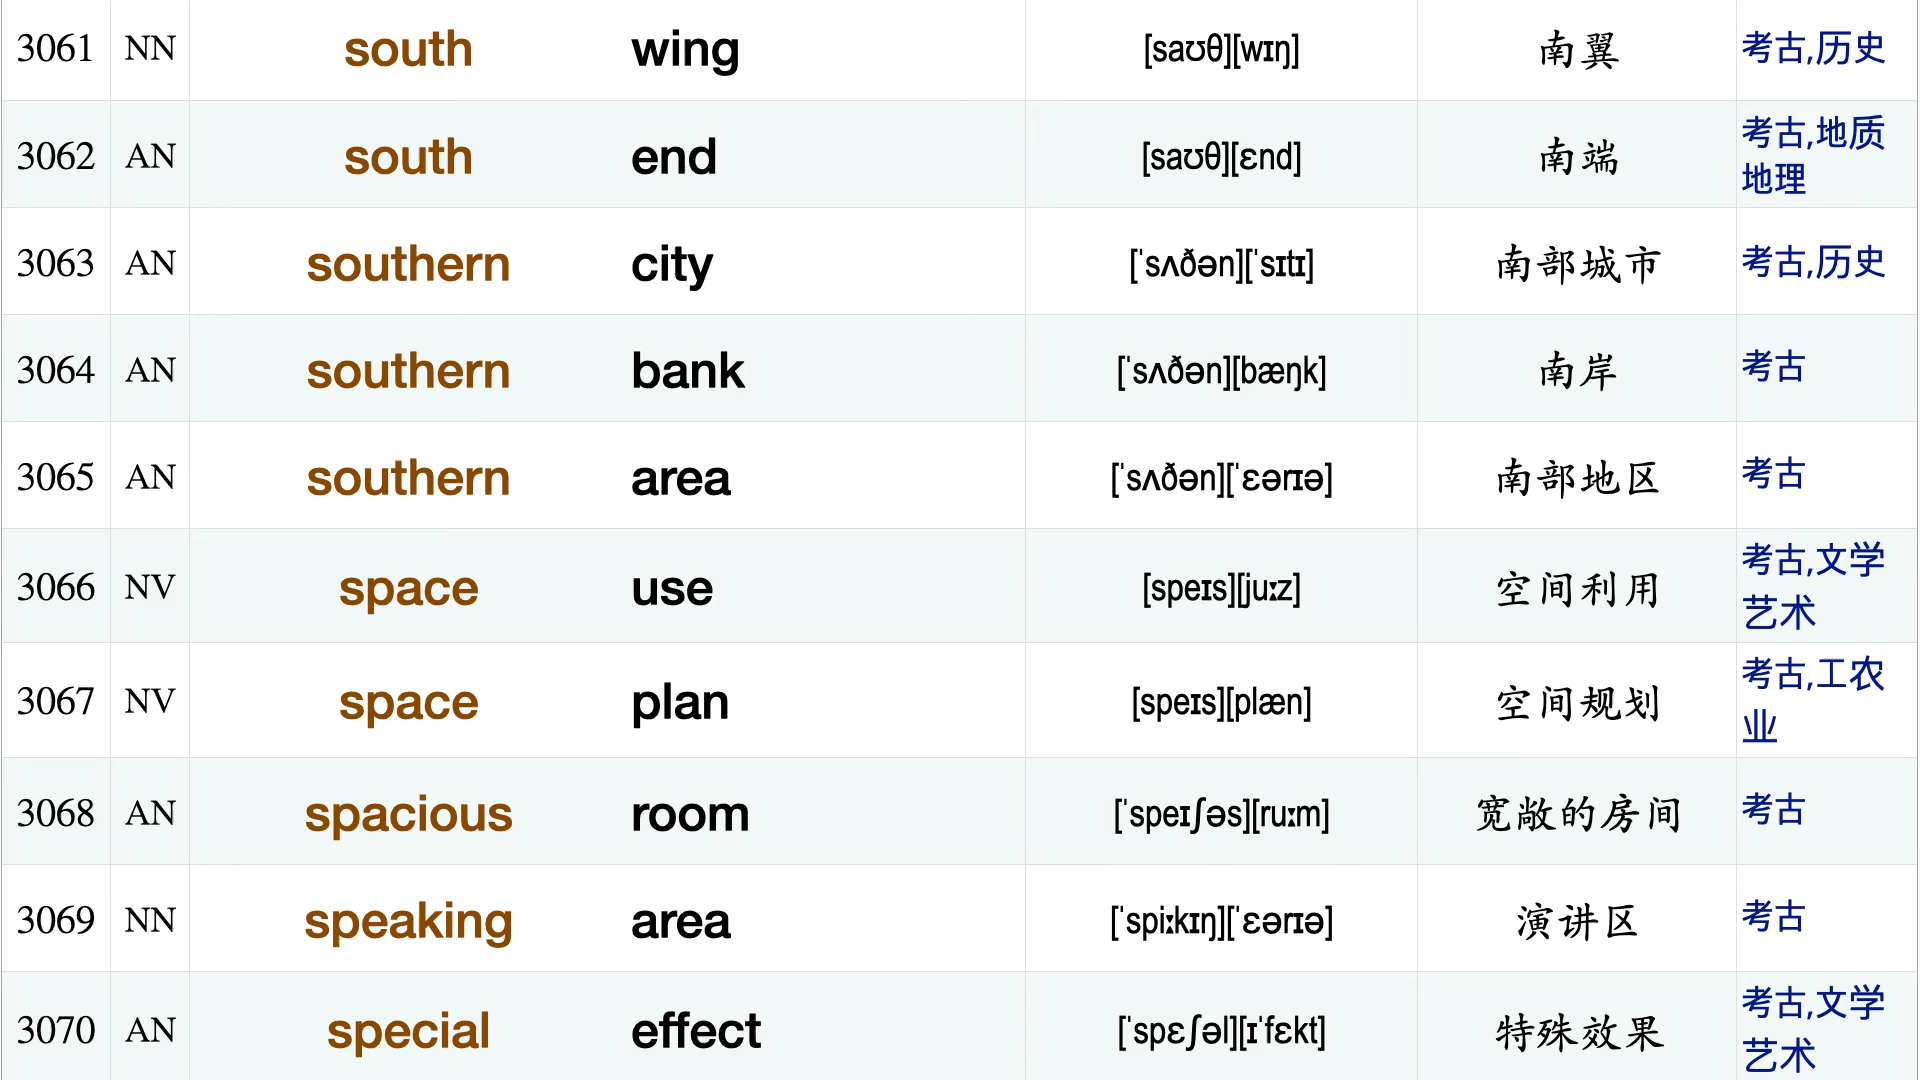 3061 NN south wing [saʊθ][wɪŋ] 南翼 考古,历史
3062 AN south end [saʊθ][ɛnd] 南端 考古,地质
地理
3063 AN southern city [ˈsʌðən][ˈsɪtɪ] 南部城市 考古,历史
3064 AN southern bank [ˈsʌðən][bæŋk] 南岸 考古
3065 AN southern area [ˈsʌðən][ˈɛərɪə] 南部地区 考古
3066 NV space use [speɪs][juːz] 空间利用 考古,文学
艺术
3067 NV space plan [speɪs][plæn] 空间规划 考古,工农
业
3068 AN spacious room [ˈspeɪʃəs][ruːm] 宽敞的房间 考古
3069 NN speaking area [ˈspiːkɪŋ][ˈɛərɪə] 演讲区 考古
3070 AN special effect [ˈspɛʃəl][ɪˈfɛkt] 特殊效果 考古,文学
艺术